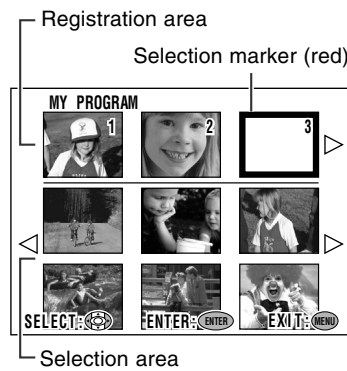 Registration area
Selection marker (red)
MY PROGRAM
1 2 3
SELECT: ENTER: ENTER EXIT: MENU
Selection area